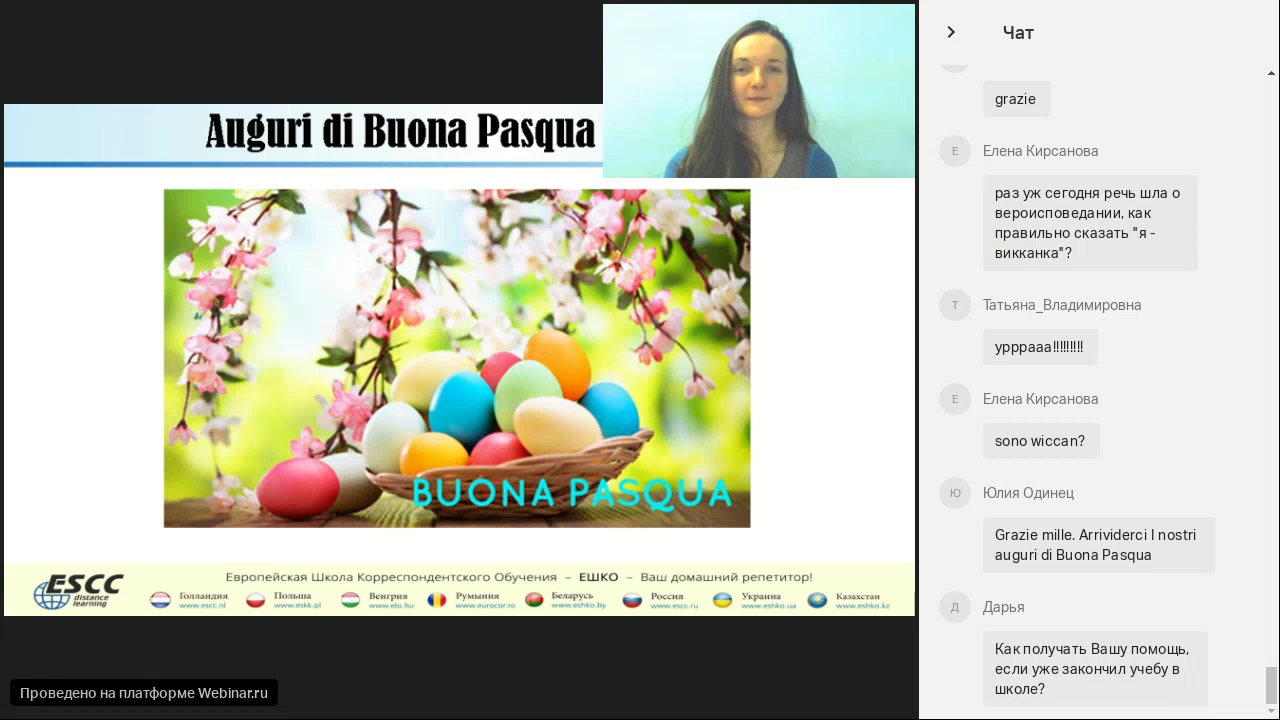 Auguri di Buona Pasqua
BUONA PASQUA
ESCC
distance
learning
Европейская Школа Корреспондентского Обучения – ЕШКО – Ваш домашний репетитор!
Голландия
www.escc.nl
Польша
www.eskk.pl
Венгрия
www.elo.hu
Румыния
www.eurocor.ro
Беларусь
www.eshko.by
Россия
www.escc.ru
Украина
www.eshko.ua
Казахстан
www.eshko.kz
Проведено на платформе Webinar.ru
Чат
grazie
Е
Елена Кирсанова
раз уж сегодня речь шла о
вероисповедании, как
правильно сказать "я -
викканка"?
Т
Татьяна_Владимировна
урррааа!!!!!!!!!
Е
Елена Кирсанова
sono wiccan?
Ю
Юлия Одинец
Grazie mille. Arrividerci I nostri
auguri di Buona Pasqua
Д
Дарья
Как получать Вашу помощь,
если уже закончил учебу в
школе?